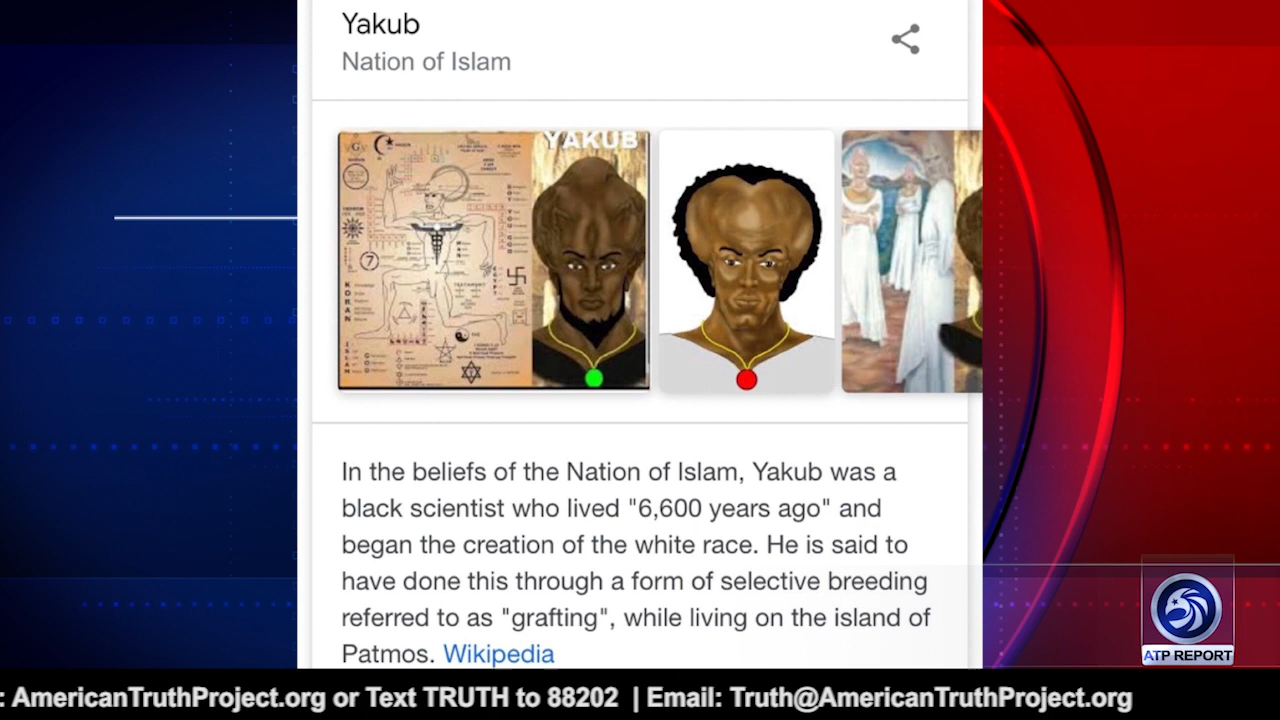 Yakub
Nation of Islam
YAKUB
G
7
KORAN
ISLAM
In the beliefs of the Nation of Islam, Yakub was a
black scientist who lived "6,600 years ago" and
began the creation of the white race. He is said to
have done this through a form of selective breeding
referred to as "grafting", while living on the island of
Patmos. Wikipedia
ATP REPORT
: AmericanTruthProject.org or Text TRUTH to 88202 | Email: Truth@AmericanTruthProject.org